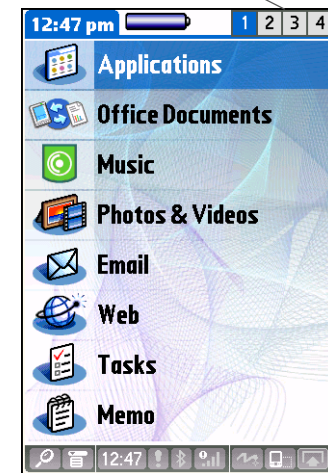 12:47 pm 1 2 3 4
Applications
Office Documents
Music
Photos & Videos
Email
Web
Tasks
Memo
12:47